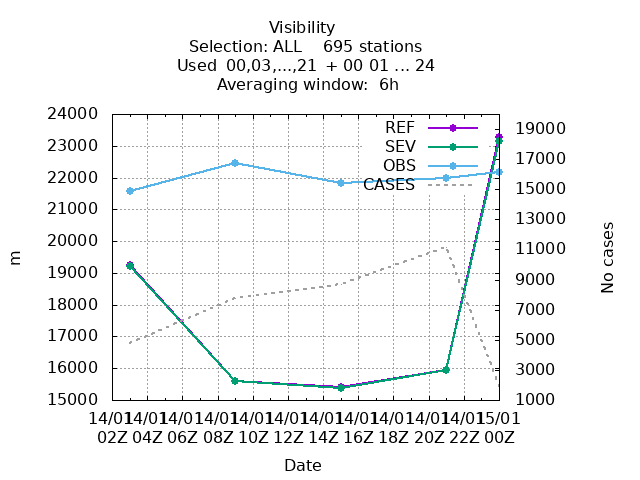 Visibility
Selection: ALL    695 stations
Used  00,03,...,21  + 00 01 ... 24
Averaging window:  6h
24000
23000
22000
21000
20000
19000
18000
17000
16000
15000
m
REF
SEV
OBS
CASES
19000
17000
15000
13000
11000
9000
7000
5000
3000
1000
No cases
14/01 14/01 14/01 14/01 14/01 14/01 14/01 14/01 14/01 14/01 14/01 15/01
02Z 04Z 06Z 08Z 10Z 12Z 14Z 16Z 18Z 20Z 22Z 00Z
Date